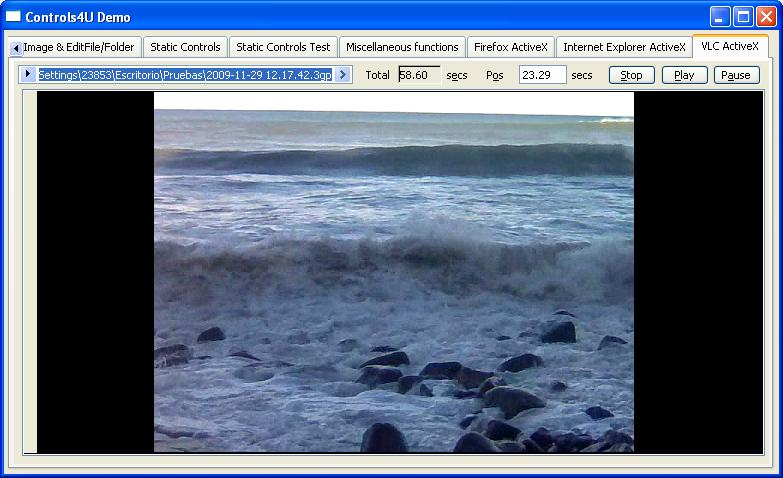 Controls4U Demo
Image & EditFile/Folder Static Controls Static Controls Test Miscellaneous functions Firefox ActiveX Internet Explorer ActiveX VLC ActiveX
Settings\23853\Escritorio\Pruebas\2009-11-29 12.17.42.3gp Total 58.60 secs Pos 23.29 secs Stop Play Pause